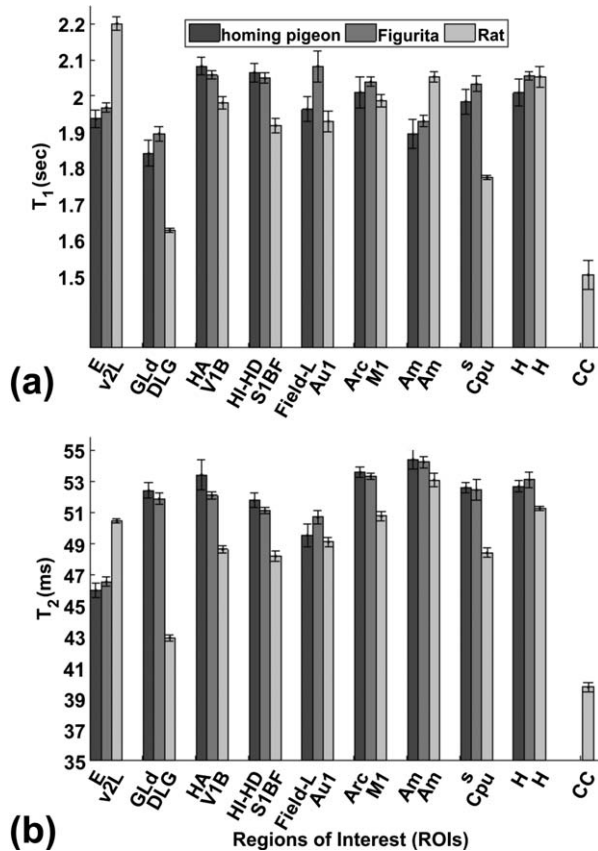 2.2
homing pigeon Figurita Rat
2.1
2
1.9
1.8
1.7
1.6
1.5
T1(sec)
E v2L GLd DLG HA V1B HI-HD S1BF Field-L Au1 Arc M1 Am Am s Cpu H H CC
(a)
55
53
51
49
46
45
43
41
39
37
35
T2(ms)
E v2L GLd DLG HA V1B HI-HD S1BF Field-L Au1 Arc M1 Am Am s Cpu H H CC
(b)
Regions of Interest (ROIs)